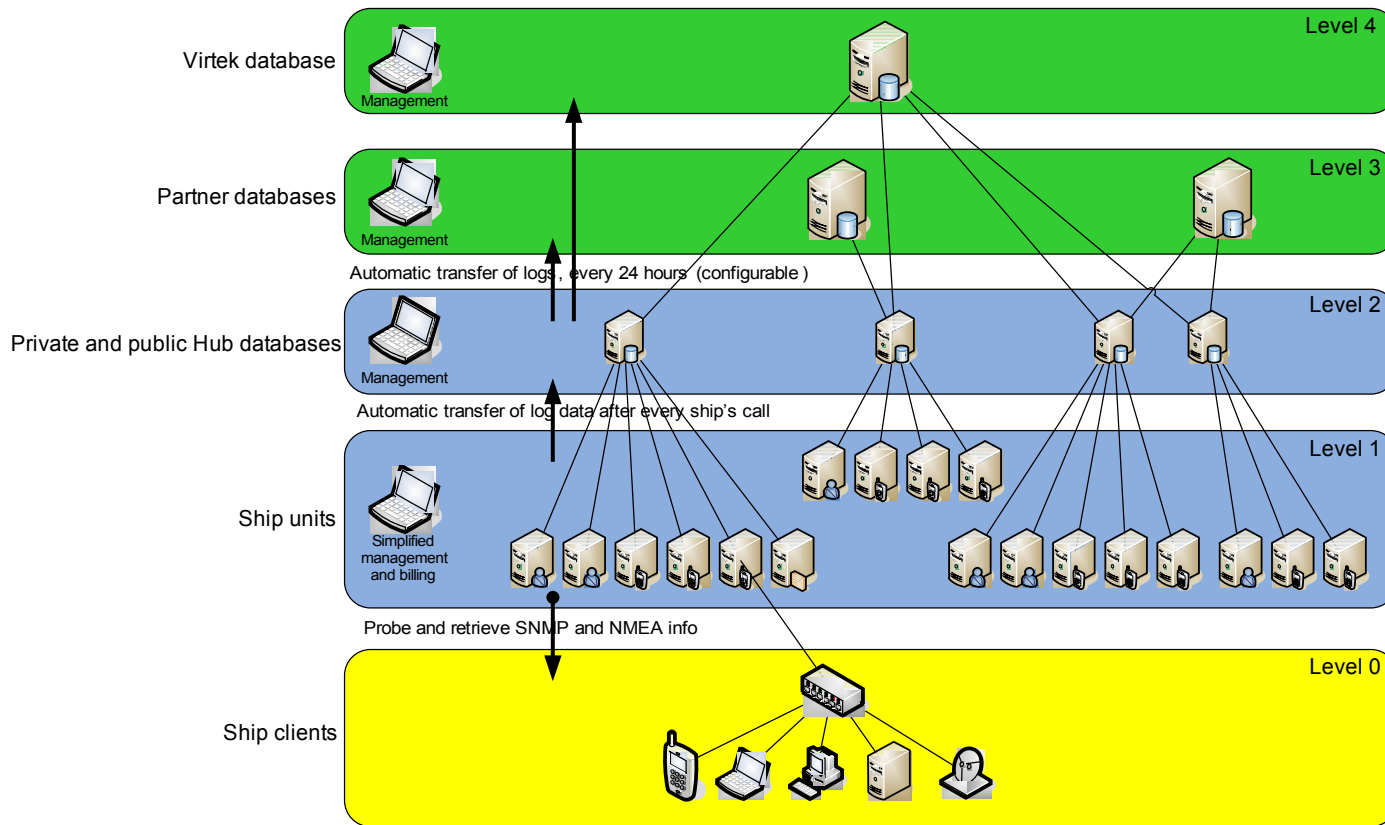 Level 4
Virtek database
Management
Level 3
Partner databases
Management
Automatic transfer of logs, every 24 hours (configurable )
Level 2
Private and public Hub databases
Management
Automatic transfer of log data after every ship's call
Level 1
Ship units
Simplified
management
and billing
Probe and retrieve SNMP and NMEA info
Level 0
Ship clients